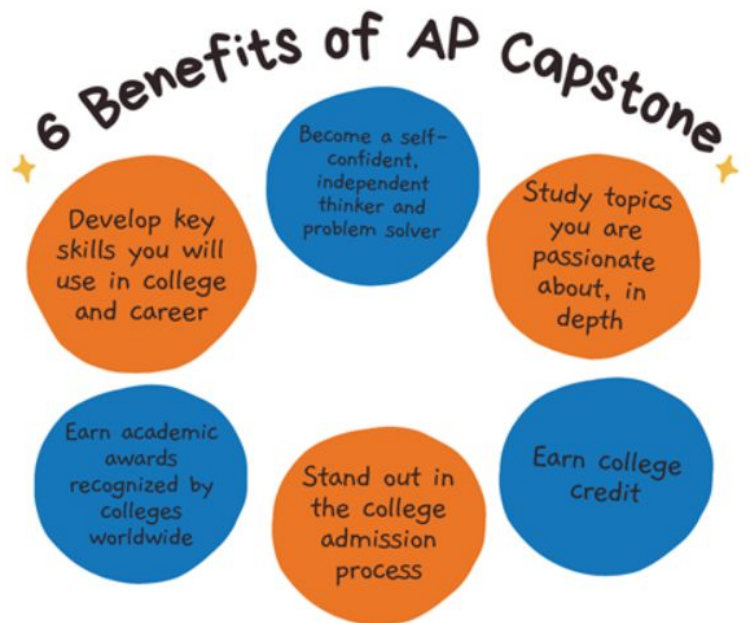 6 Benefits of AP Capstone
Develop key
skills you will
use in college
and career
Become a self-
confident,
independent
thinker and
problem solver
Study topics
you are
passionate
about, in
depth
Earn academic
awards
recognized by
colleges
worldwide
Stand out in
the college
admission
process
Earn college
credit